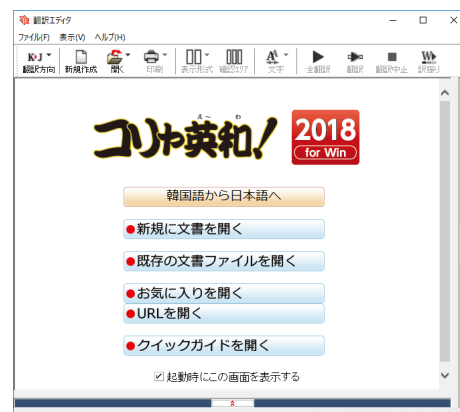 翻訳エディタ
ファイル(F) 表示(V) ヘルプ(H)
K›J
翻訳方向 新規作成 開く 印刷 表示形式 確認エリア 文字 全翻訳 翻訳 翻訳中止 訳振り
え～ わ
コリャ英和!
2018
for Win
韓国語から日本語へ
新規に文書を開く
既存の文書ファイルを開く
お気に入りを開く
URLを開く
クイックガイドを開く
起動時にこの画面を表示する